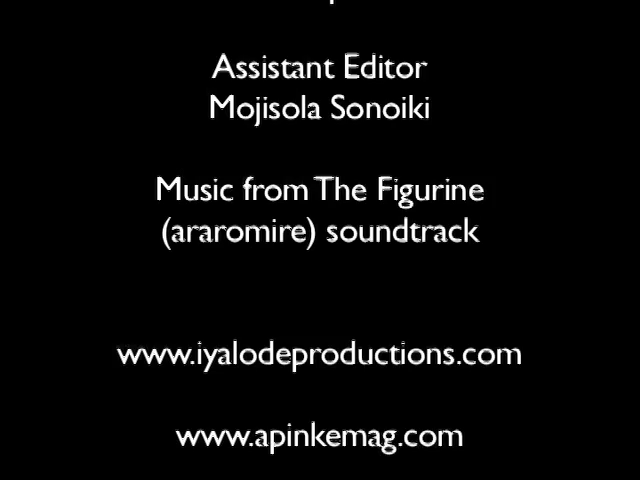 Assistant Editor
Mojisola Sonoiki
Music from The Figurine
(araromire) soundtrack
www.iyalodeproductions.com
www.apinkemag.com